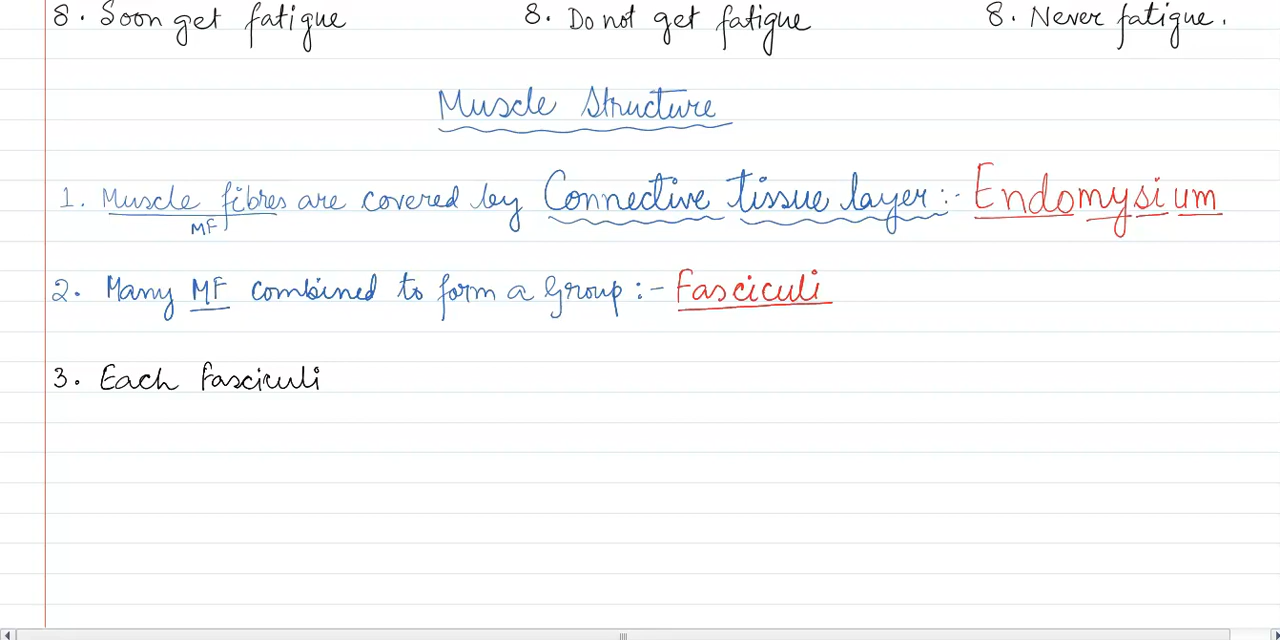 8. Soon get fatigue 8. Do not get fatigue 8. Never fatigue.
Muscle Structure
1. Muscle fibres are covered by Connective tissue layer :- Endomysium
MF
2. Many MF combined to form a Group :- Fasciculi
3. Each fasciculi